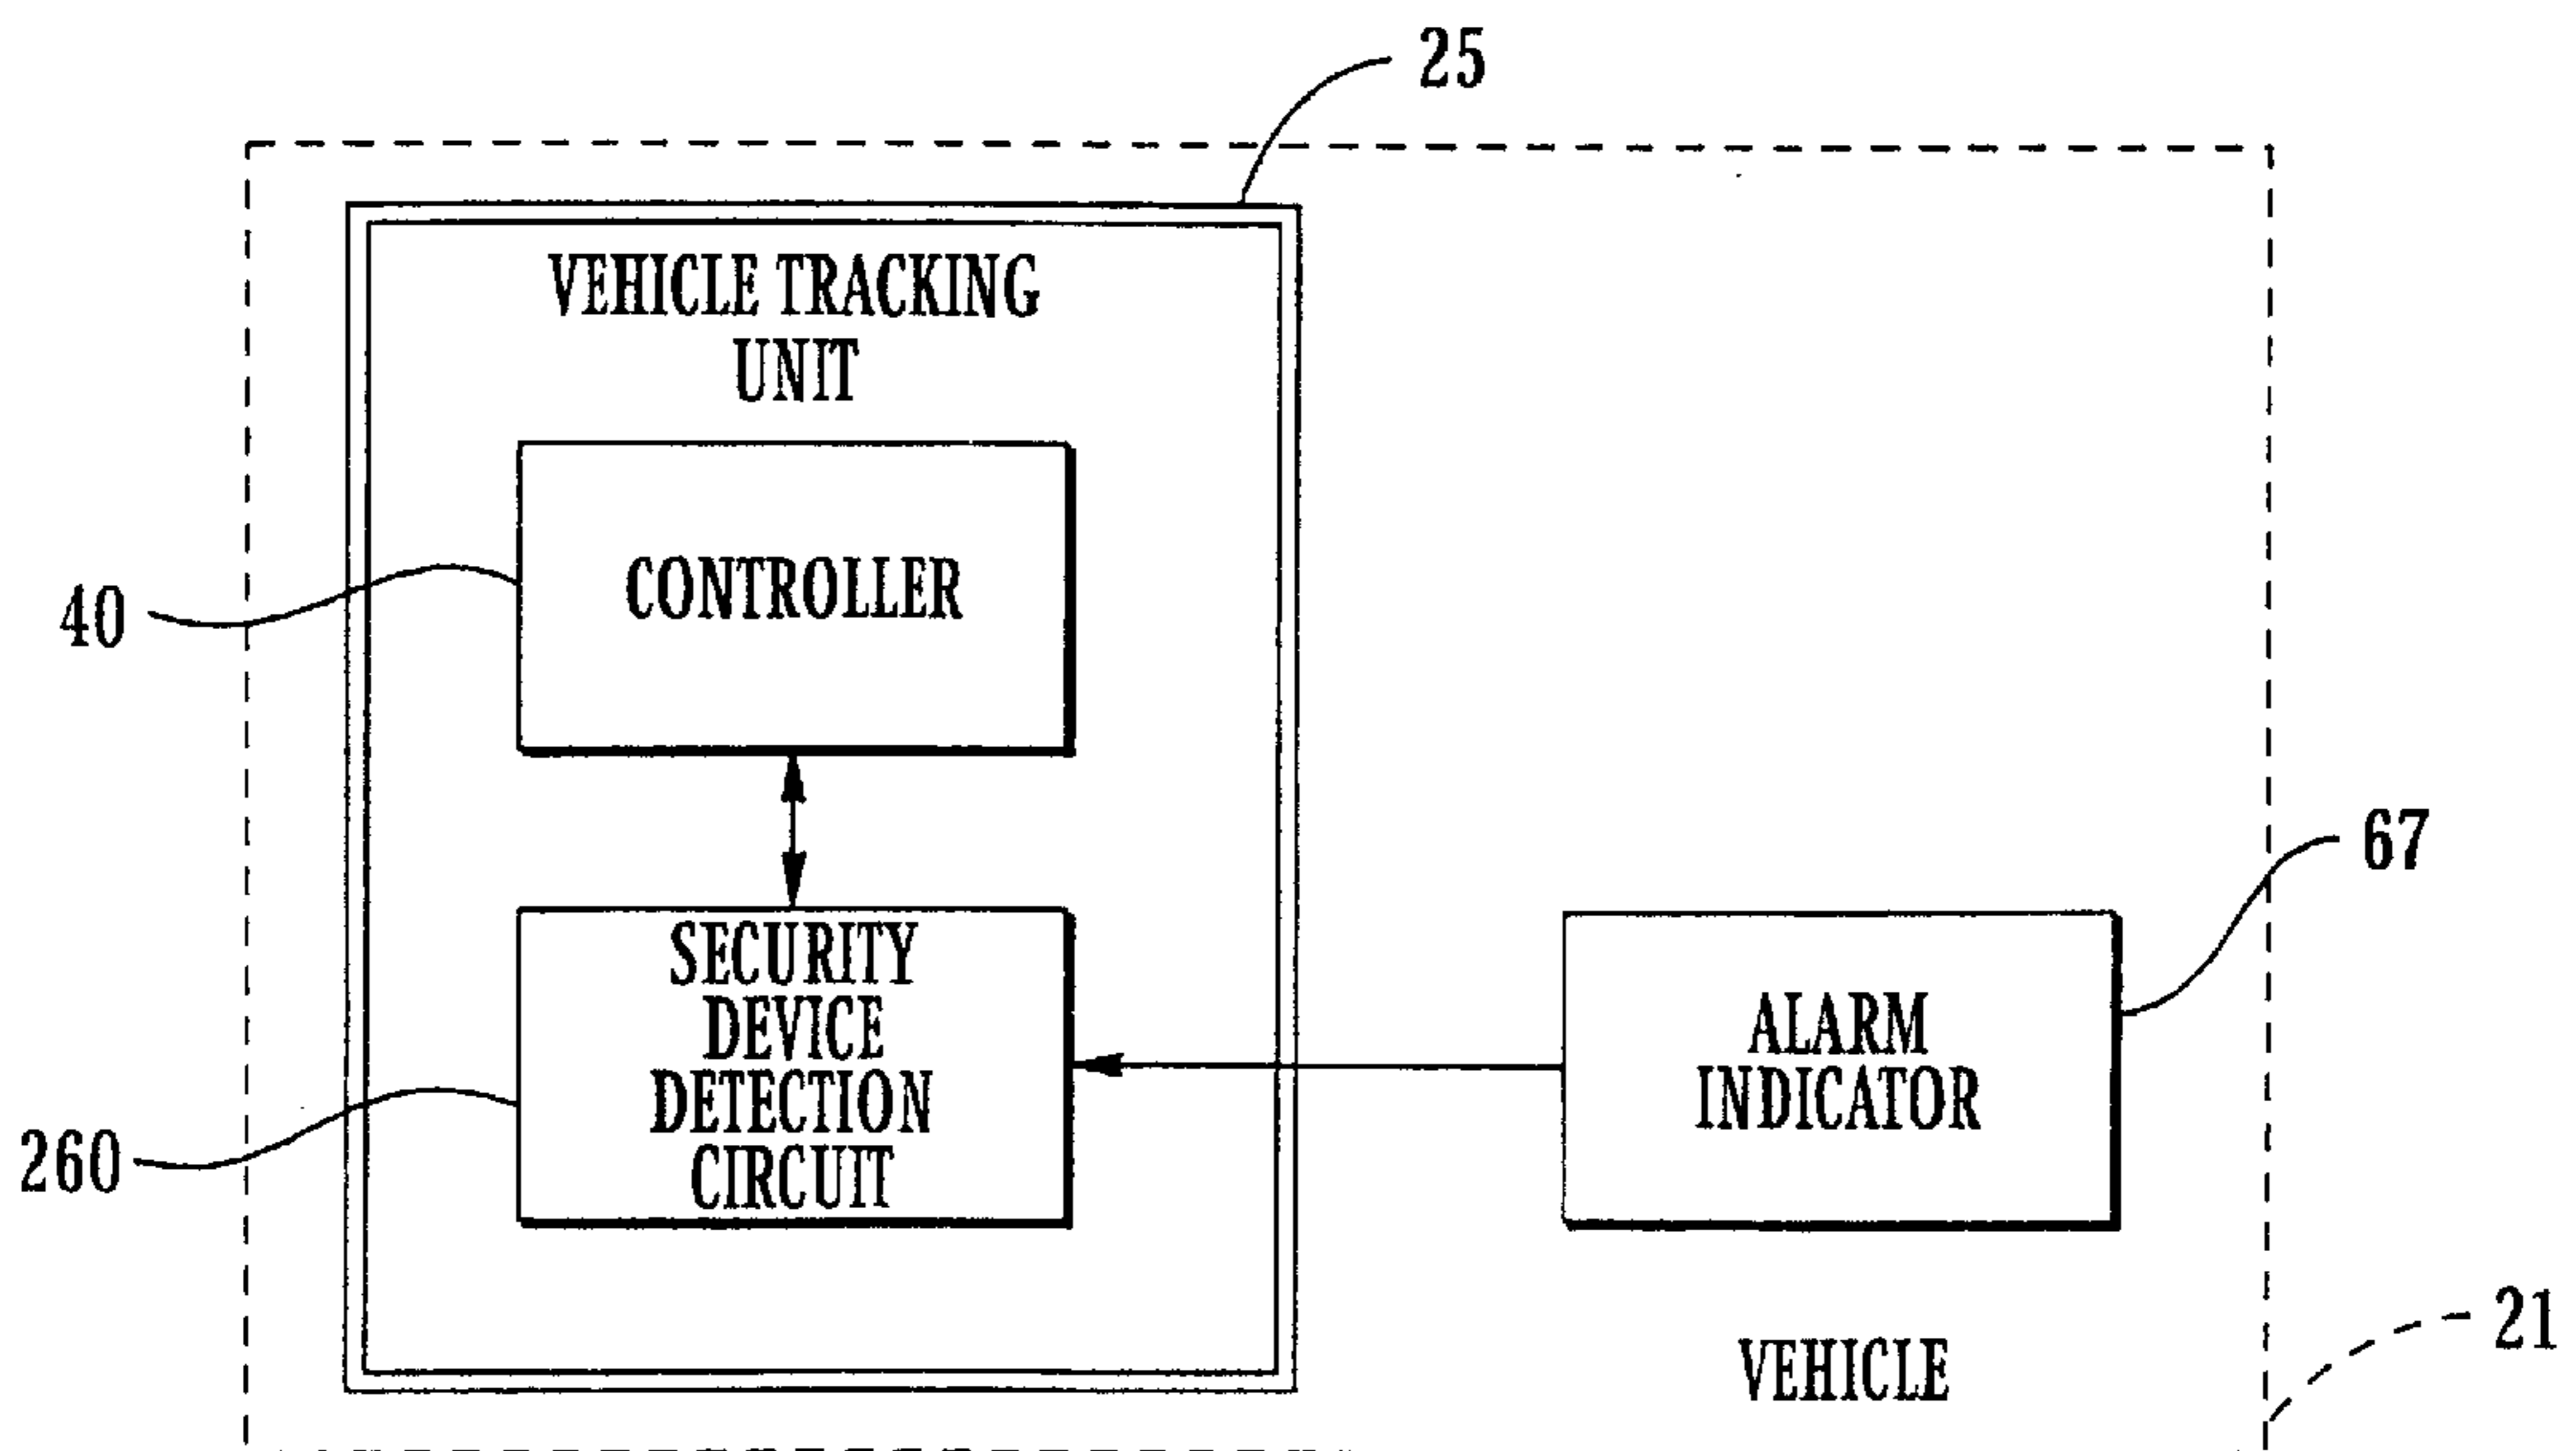 25
VEHICLE TRACKING
UNIT
CONTROLLER
40
67
SECURITY
DEVICE
DETECTION
CIRCUIT
ALARM
INDICATOR
260
21
VEHICLE